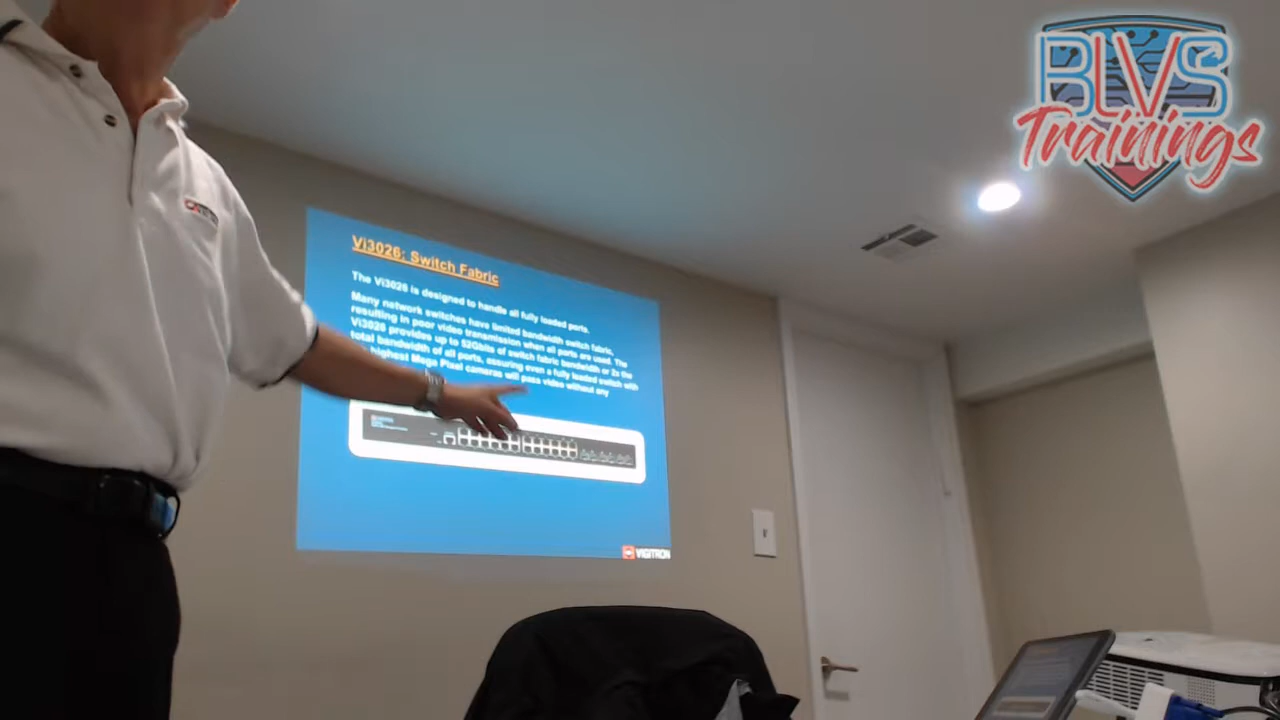 BLVS
Trainings
Vi3026: Switch Fabric
The Vi3026 is designed to handle all fully loaded ports.
Many network switches have limited bandwidth switch fabric,
resulting in poor video transmission when all ports are used. The
Vi3026 provides up to 52Gbits of switch fabric bandwidth or 2x the
total bandwidth of all ports, assuring even a fully loaded switch with
highest Mega Pixel cameras will pass video without any
VIGITRON